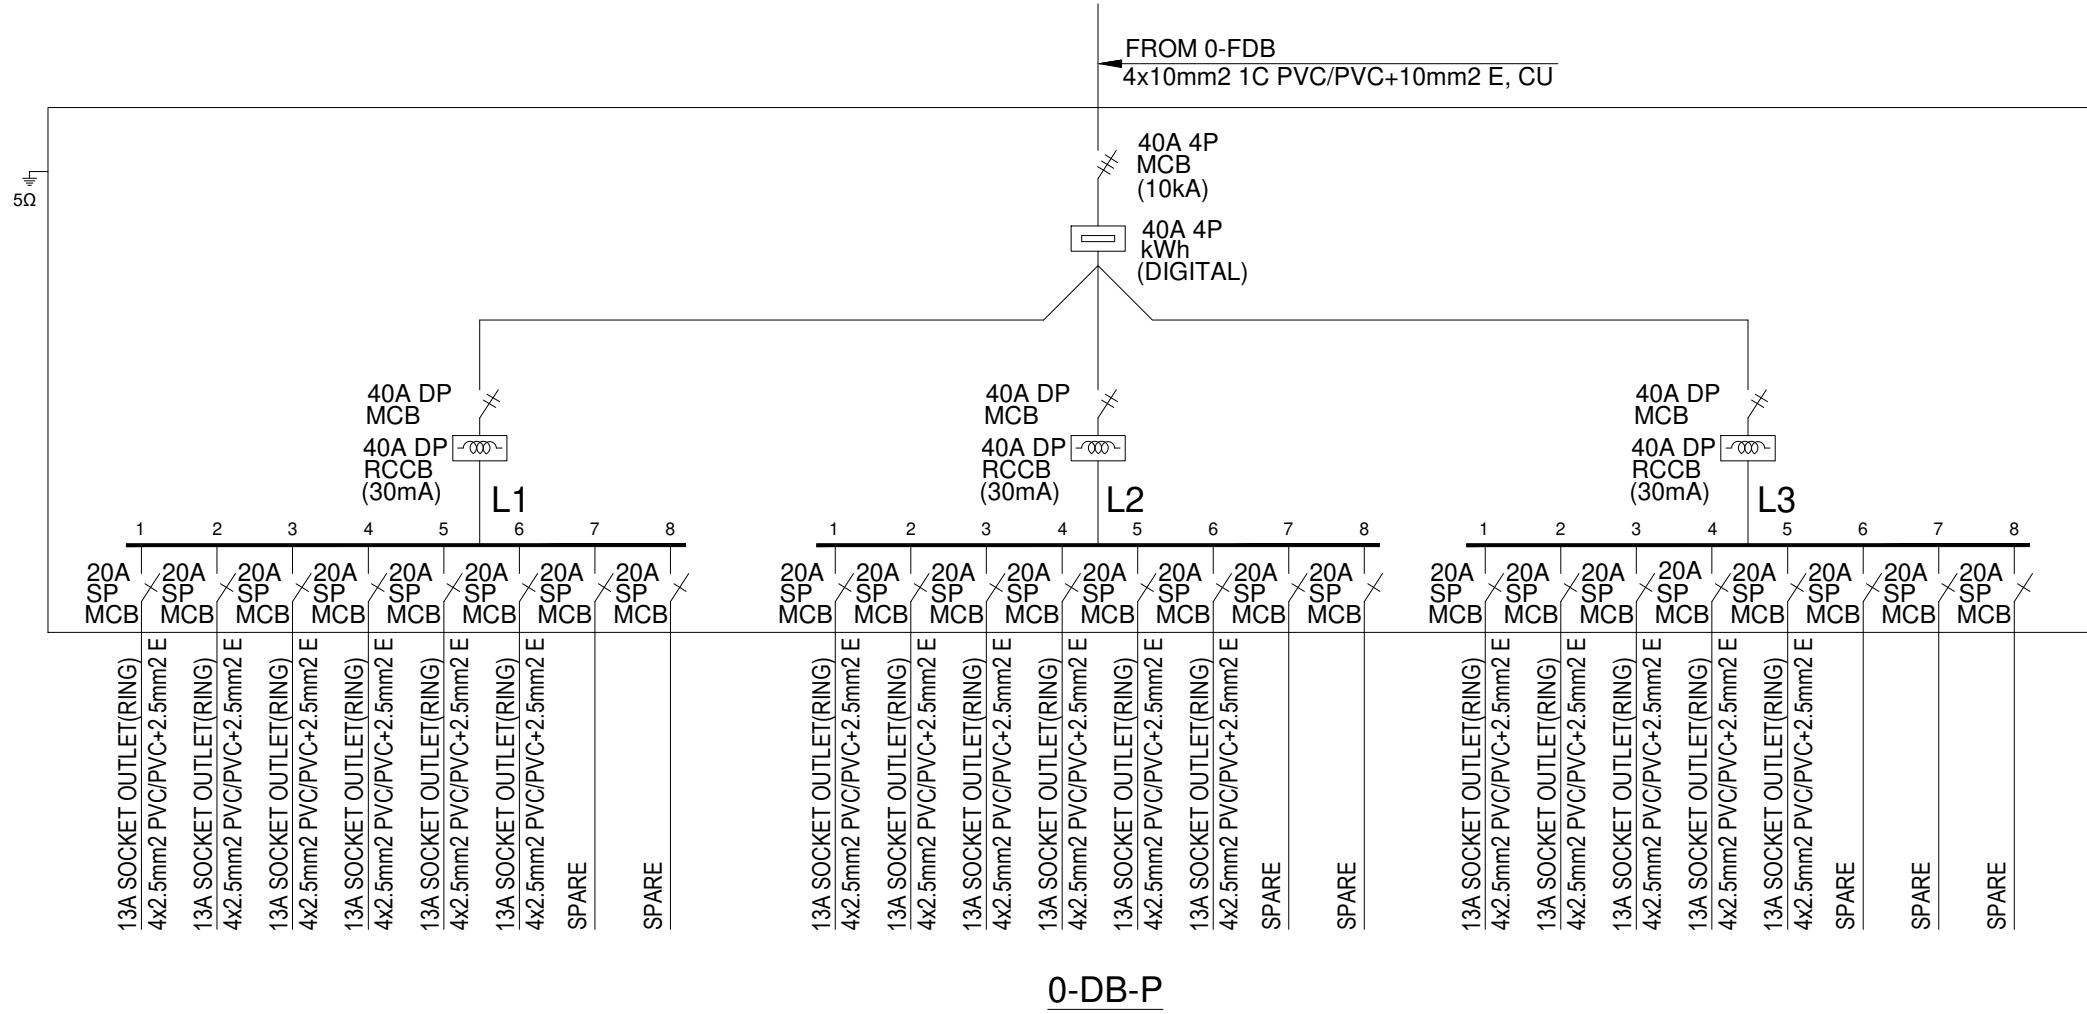 FROM 0-FDB
4x10mm2 1C PVC/PVC+10mm2 E, CU
5Ω
40A 4P
MCB
(10kA)
40A 4P
kWh
(DIGITAL)
40A DP
MCB
40A DP
RCCB
(30mA)
L1
40A DP
MCB
40A DP
RCCB
(30mA)
L2
40A DP
MCB
40A DP
RCCB
(30mA)
L3
1 2 3 4 5 6 7 8
20A 20A 20A 20A 20A 20A 20A 20A
SP SP SP SP SP SP SP SP
MCB MCB MCB MCB MCB MCB MCB MCB
13A SOCKET OUTLET(RING)
4x2.5mm2 PVC/PVC+2.5mm2 E
13A SOCKET OUTLET(RING)
4x2.5mm2 PVC/PVC+2.5mm2 E
13A SOCKET OUTLET(RING)
4x2.5mm2 PVC/PVC+2.5mm2 E
13A SOCKET OUTLET(RING)
4x2.5mm2 PVC/PVC+2.5mm2 E
13A SOCKET OUTLET(RING)
4x2.5mm2 PVC/PVC+2.5mm2 E
13A SOCKET OUTLET(RING)
4x2.5mm2 PVC/PVC+2.5mm2 E
SPARE
SPARE
1 2 3 4 5 6 7 8
20A 20A 20A 20A 20A 20A 20A 20A
SP SP SP SP SP SP SP SP
MCB MCB MCB MCB MCB MCB MCB MCB
13A SOCKET OUTLET(RING)
4x2.5mm2 PVC/PVC+2.5mm2 E
13A SOCKET OUTLET(RING)
4x2.5mm2 PVC/PVC+2.5mm2 E
13A SOCKET OUTLET(RING)
4x2.5mm2 PVC/PVC+2.5mm2 E
13A SOCKET OUTLET(RING)
4x2.5mm2 PVC/PVC+2.5mm2 E
13A SOCKET OUTLET(RING)
4x2.5mm2 PVC/PVC+2.5mm2 E
13A SOCKET OUTLET(RING)
4x2.5mm2 PVC/PVC+2.5mm2 E
SPARE
SPARE
1 2 3 4 5 6 7 8
20A 20A 20A 20A 20A 20A 20A 20A
SP SP SP SP SP SP SP SP
MCB MCB MCB MCB MCB MCB MCB MCB
13A SOCKET OUTLET(RING)
4x2.5mm2 PVC/PVC+2.5mm2 E
13A SOCKET OUTLET(RING)
4x2.5mm2 PVC/PVC+2.5mm2 E
13A SOCKET OUTLET(RING)
4x2.5mm2 PVC/PVC+2.5mm2 E
13A SOCKET OUTLET(RING)
4x2.5mm2 PVC/PVC+2.5mm2 E
13A SOCKET OUTLET(RING)
4x2.5mm2 PVC/PVC+2.5mm2 E
SPARE
SPARE
SPARE
0-DB-P